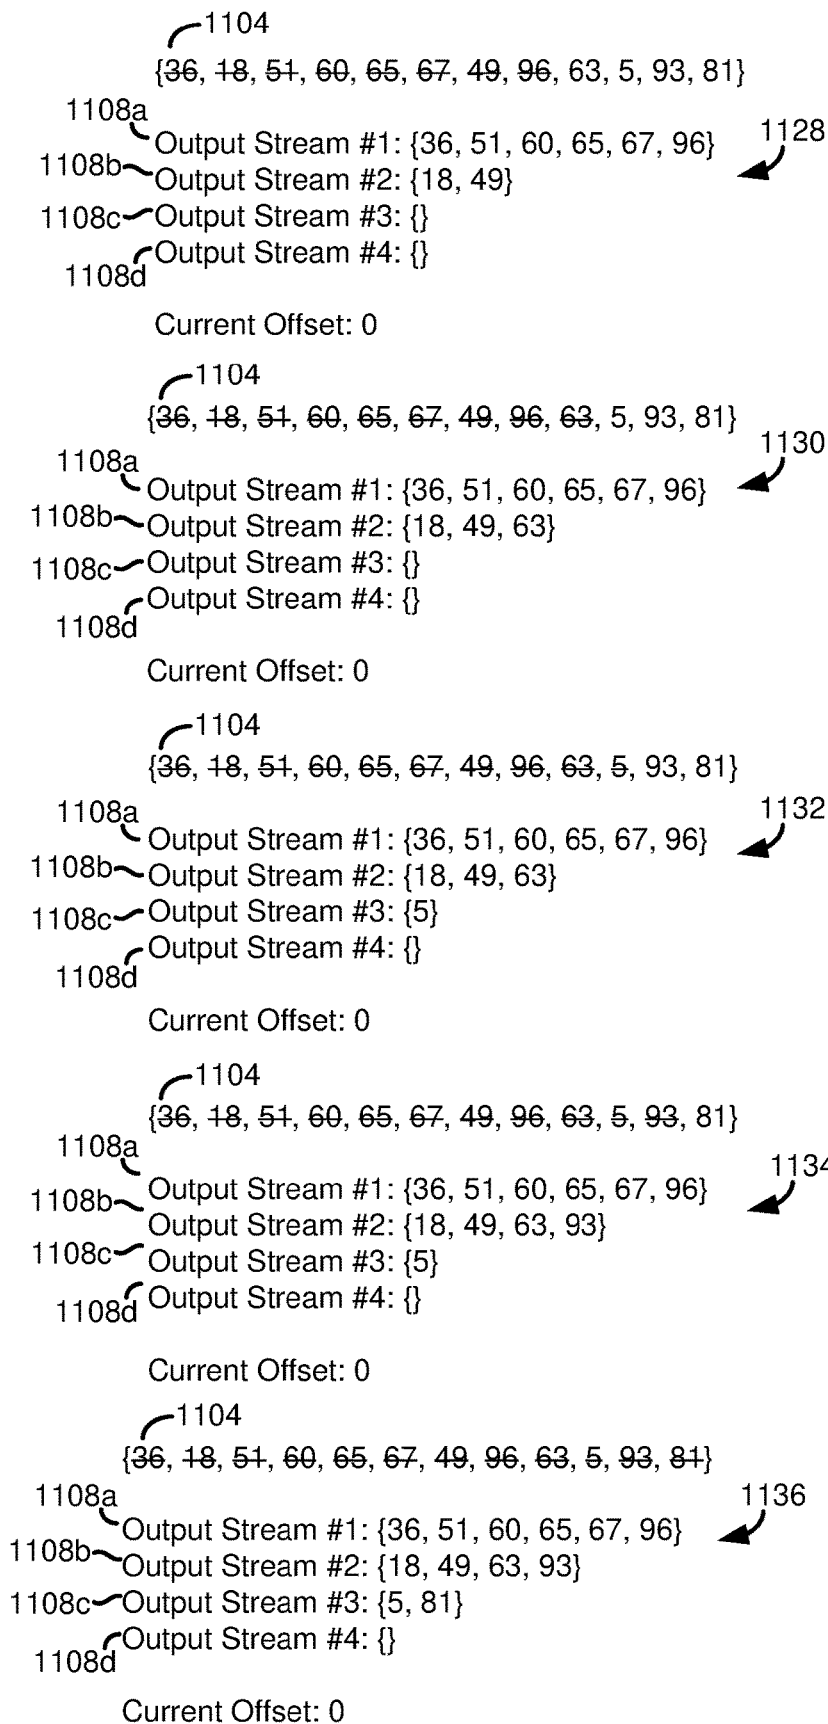 1104
{36, 18, 51, 60, 65, 67, 49, 96, 63, 5, 93, 81}
1108a Output Stream #1: {36, 51, 60, 65, 67, 96} 1128
1108b Output Stream #2: {18, 49}
1108c Output Stream #3: {}
1108d Output Stream #4: {}
Current Offset: 0
1104
{36, 18, 51, 60, 65, 67, 49, 96, 63, 5, 93, 81}
1108a Output Stream #1: {36, 51, 60, 65, 67, 96} 1130
1108b Output Stream #2: {18, 49, 63}
1108c Output Stream #3: {}
1108d Output Stream #4: {}
Current Offset: 0
1104
{36, 18, 51, 60, 65, 67, 49, 96, 63, 5, 93, 81}
1108a Output Stream #1: {36, 51, 60, 65, 67, 96} 1132
1108b Output Stream #2: {18, 49, 63}
1108c Output Stream #3: {5}
1108d Output Stream #4: {}
Current Offset: 0
1104
{36, 18, 51, 60, 65, 67, 49, 96, 63, 5, 93, 81}
1108a Output Stream #1: {36, 51, 60, 65, 67, 96} 1134
1108b Output Stream #2: {18, 49, 63, 93}
1108c Output Stream #3: {5}
1108d Output Stream #4: {}
Current Offset: 0
1104
{36, 18, 51, 60, 65, 67, 49, 96, 63, 5, 93, 81}
1108a Output Stream #1: {36, 51, 60, 65, 67, 96} 1136
1108b Output Stream #2: {18, 49, 63, 93}
1108c Output Stream #3: {5, 81}
1108d Output Stream #4: {}
Current Offset: 0